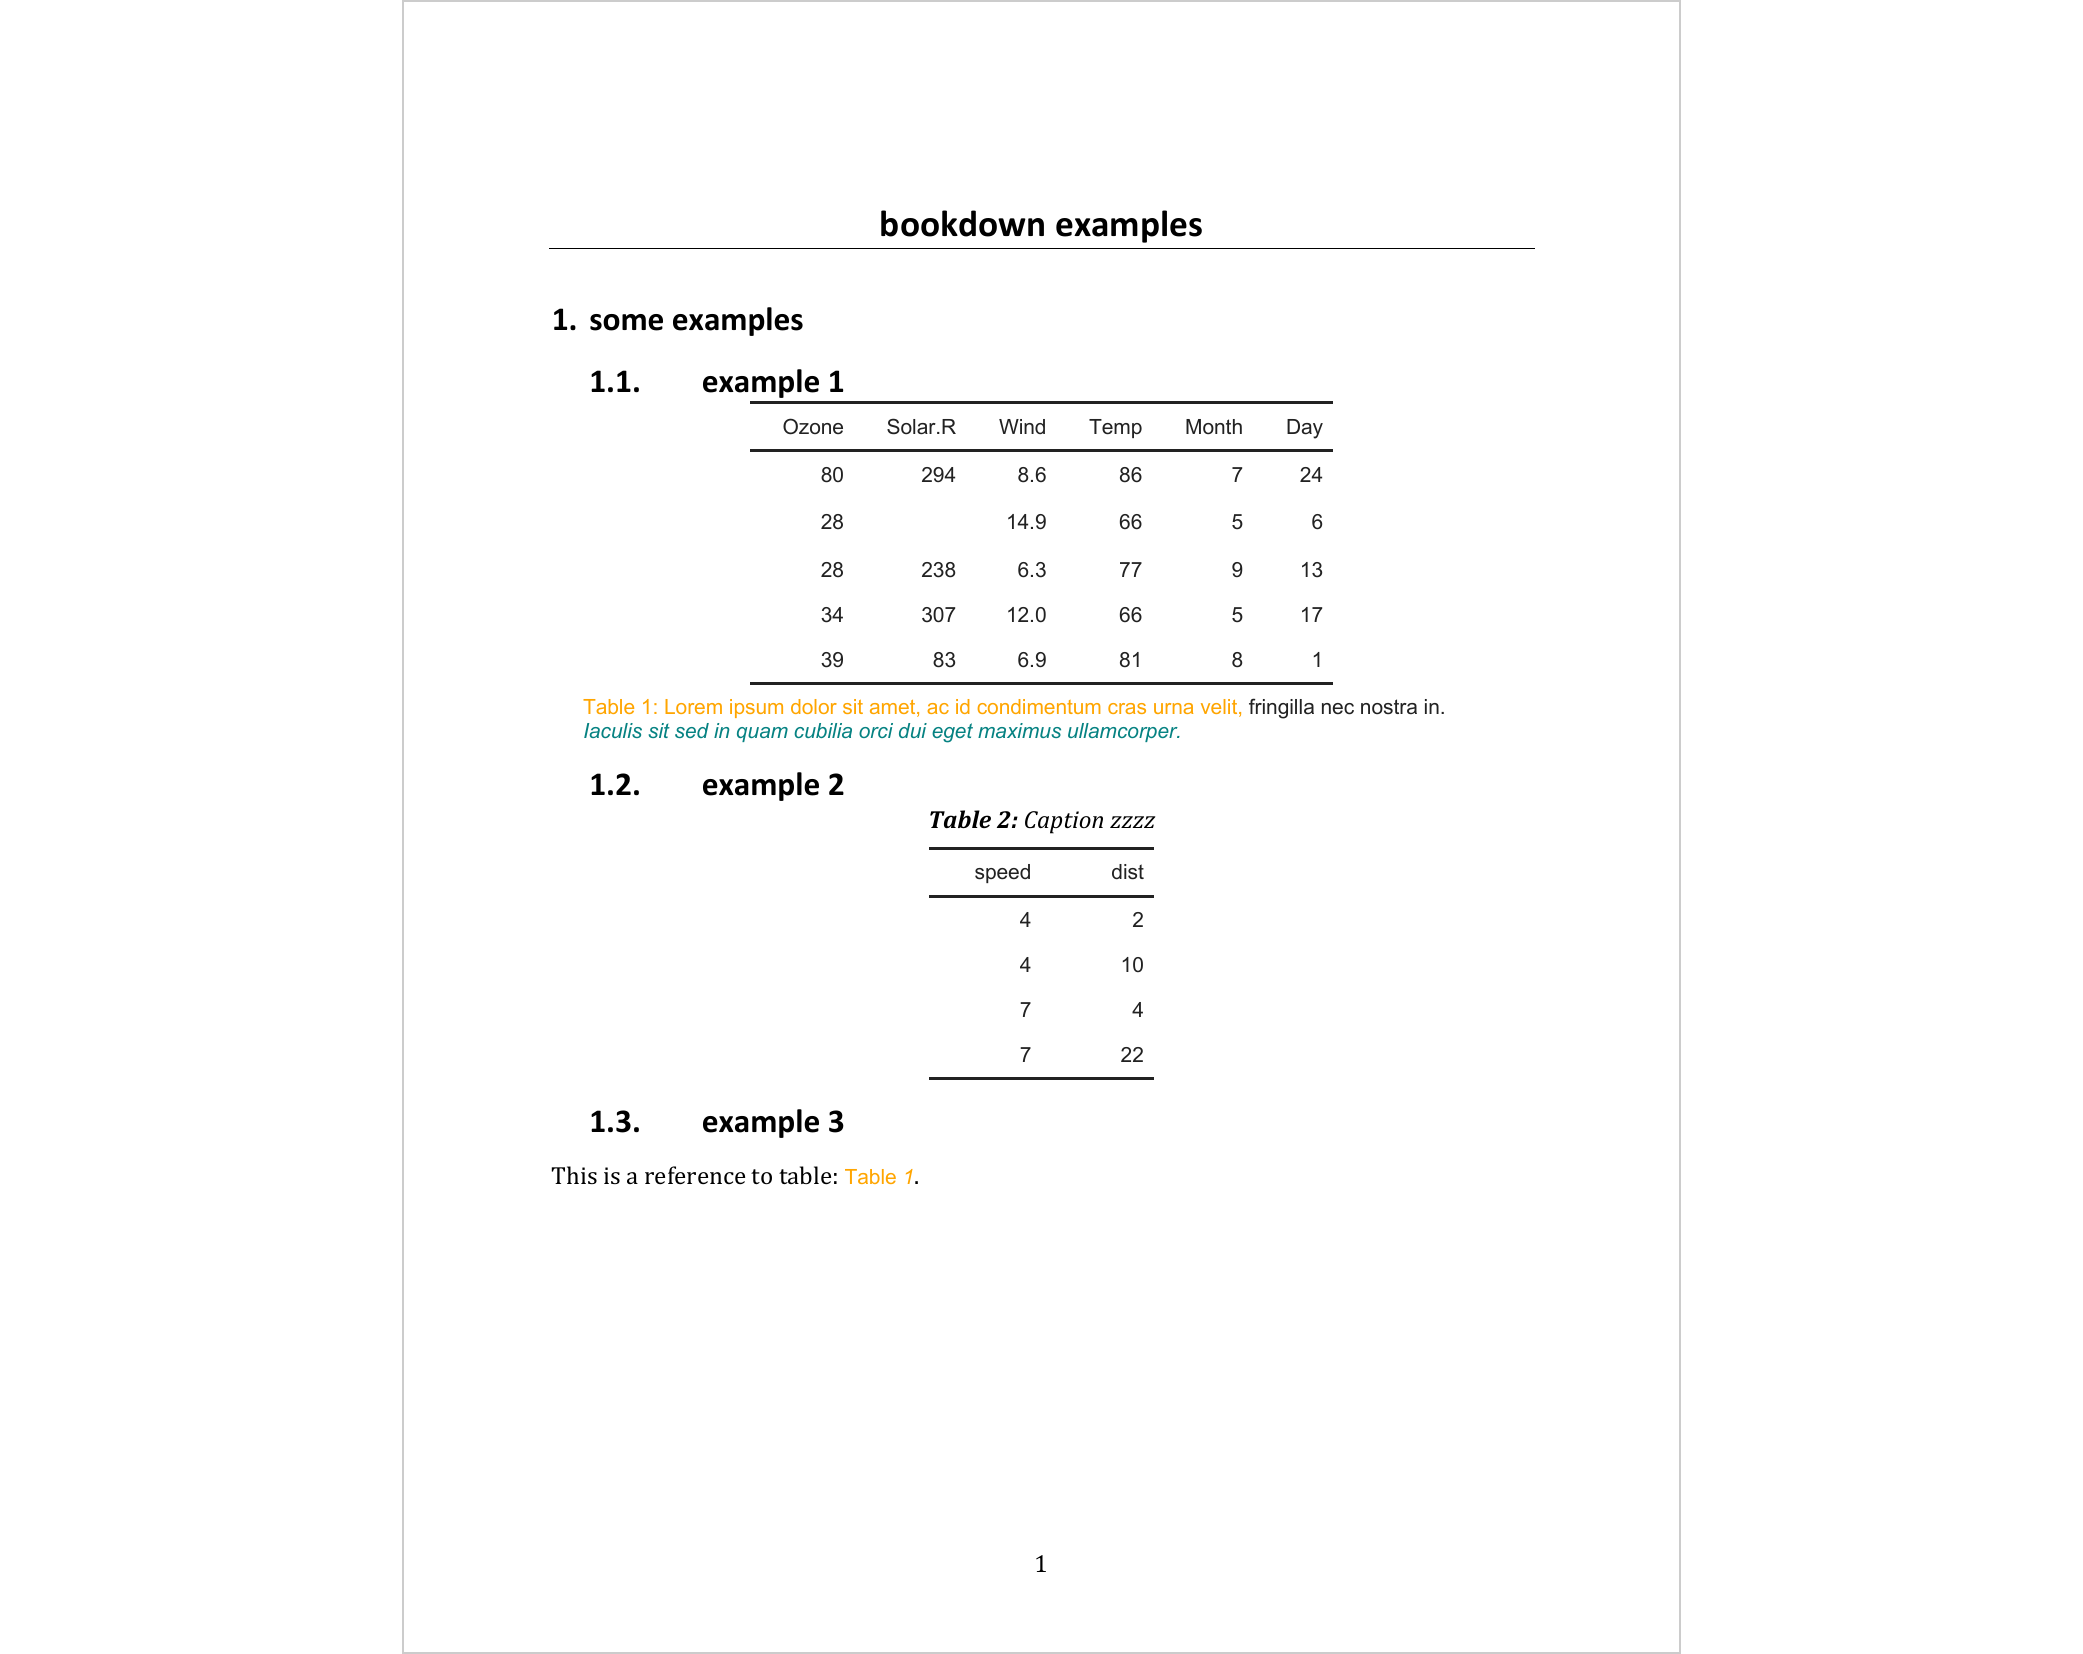 bookdown examples
1. some examples
1.1. example 1
Ozone Solar.R Wind Temp Month Day
80 294 8.6 86 7 24
28 14.9 66 5 6
28 238 6.3 77 9 13
34 307 12.0 66 5 17
39 83 6.9 81 8 1
Table 1: Lorem ipsum dolor sit amet, ac id condimentum cras urna velit, fringilla nec nostra in.
Iaculis sit sed in quam cubilia orci dui eget maximus ullamcorper.
1.2. example 2
Table 2: Caption zzzz
speed dist
4 2
4 10
7 4
7 22
1.3. example 3
This is a reference to table: Table 1.
1